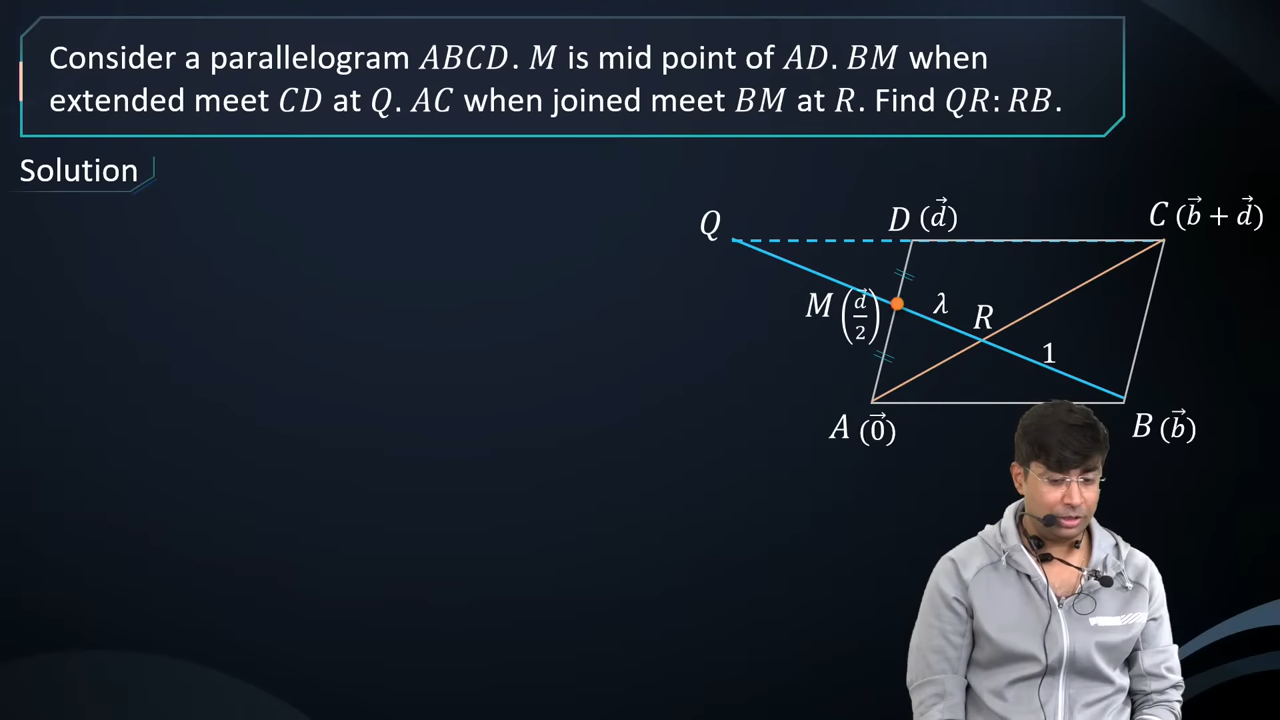 Consider a parallelogram ABCD. M is mid point of AD. BM when
extended meet CD at Q. AC when joined meet BM at R. Find QR: RB.
Solution
Q
D (d⃗)
C (b⃗ + d⃗)
M (d⃗/2)
λ
R
1
A (0⃗)
B (b⃗)